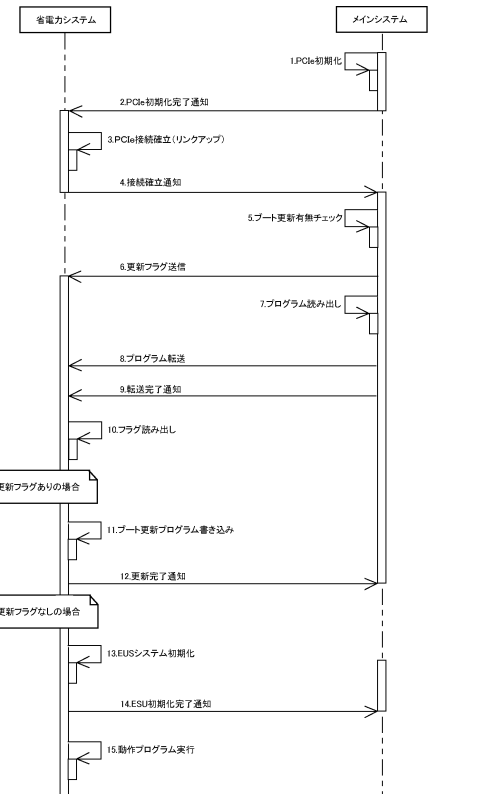 省電力システム
メインシステム
1.PCIe初期化
2.PCIe初期化完了通知
3.PCIe接続確立(リンクアップ)
4.接続確立通知
5.ブート更新有無チェック
6.更新フラグ送信
7.プログラム読み出し
8.プログラム転送
9.転送完了通知
10.フラグ読み出し
更新フラグありの場合
11.ブート更新プログラム書き込み
12.更新完了通知
更新フラグなしの場合
13.EUSシステム初期化
14.ESU初期化完了通知
15.動作プログラム実行